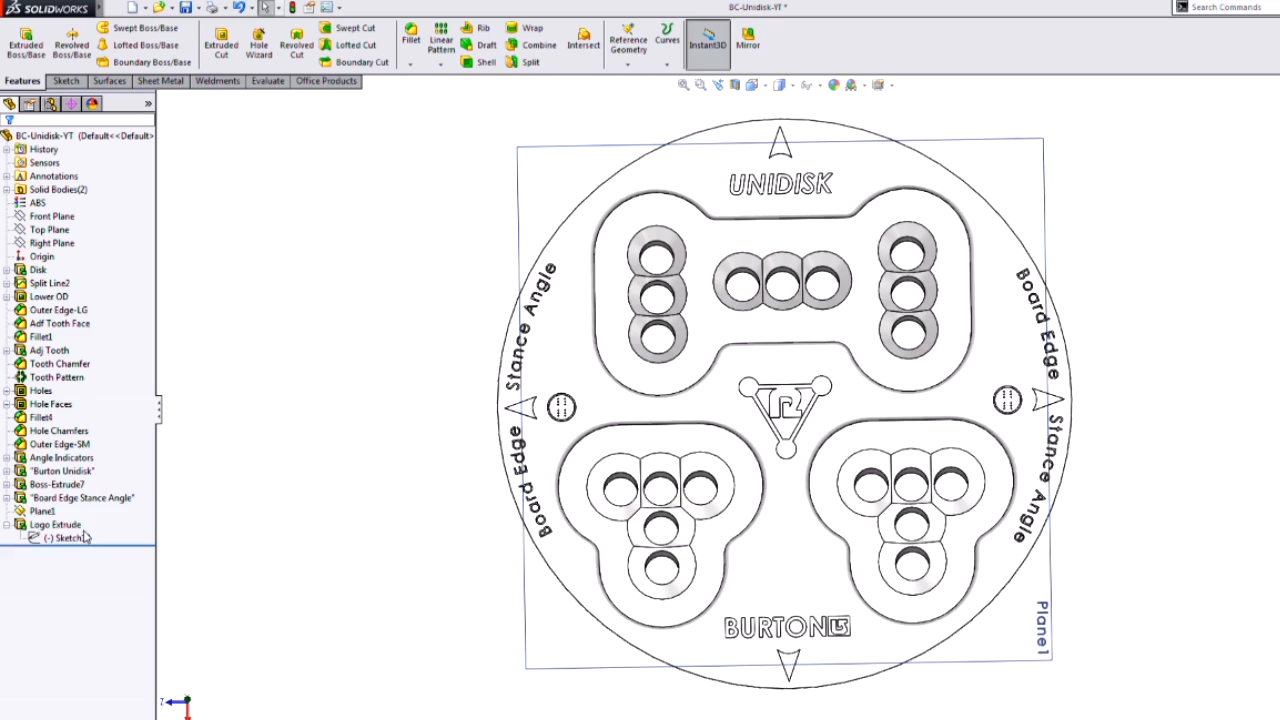 SOLIDWORKS
BC-Unidisk-YT *
Search Commands
Extruded Boss/Base
Revolved Boss/Base
Swept Boss/Base
Lofted Boss/Base
Boundary Boss/Base
Extruded Cut
Hole Wizard
Revolved Cut
Swept Cut
Lofted Cut
Boundary Cut
Fillet
Linear Pattern
Rib
Draft
Shell
Wrap
Combine
Split
Intersect
Reference Geometry
Curves
Instant3D
Mirror
Features
Sketch
Surfaces
Sheet Metal
Weldments
Evaluate
Office Products
BC-Unidisk-YT (Default<<Default>
History
Sensors
Annotations
Solid Bodies(2)
ABS
Front Plane
Top Plane
Right Plane
Origin
Disk
Split Line2
Lower OD
Outer Edge-LG
Adf Tooth Face
Fillet1
Adj Tooth
Tooth Chamfer
Tooth Pattern
Holes
Hole Faces
Fillet4
Hole Chamfers
Outer Edge-SM
Angle Indicators
"Burton Unidisk"
Boss-Extrude7
"Board Edge Stance Angle"
Plane1
Logo Extrude
(-) Sketch
UNIDISK
Stance Angle
Board Edge
Board Edge
Stance Angle
BURTON
Plane1
Z